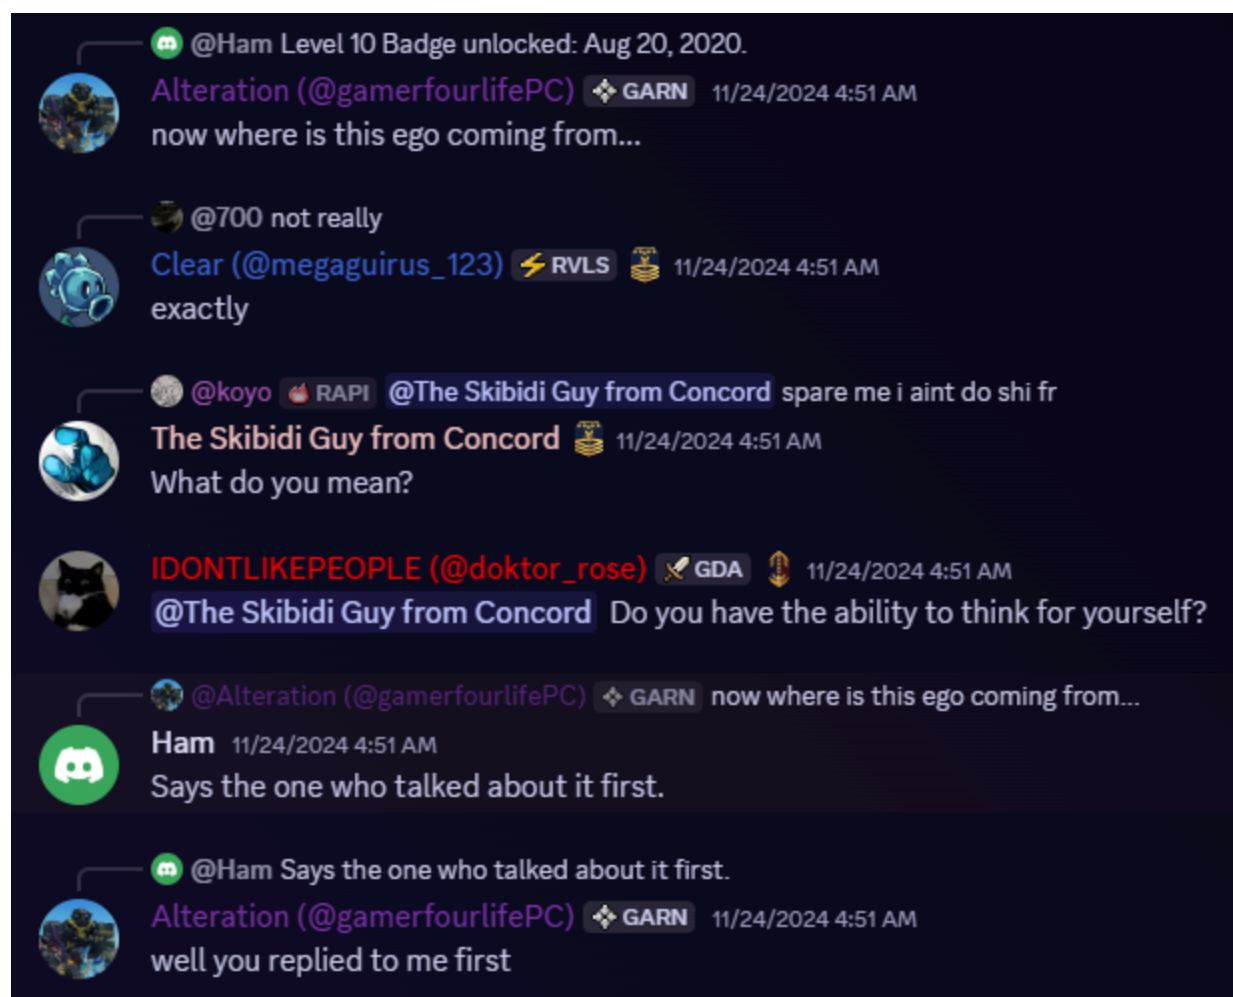 @Ham Level 10 Badge unlocked: Aug 20, 2020.
Alteration (@gamerfourlifePC) GARN 11/24/2024 4:51 AM
now where is this ego coming from...
@700 not really
Clear (@megaguirus_123) RVLS 11/24/2024 4:51 AM
exactly
@koyo RAPI @The Skibidi Guy from Concord spare me i aint do shi fr
The Skibidi Guy from Concord 11/24/2024 4:51 AM
What do you mean?
IDONTLIKEPEOPLE (@doktor_rose) GDA 11/24/2024 4:51 AM
@The Skibidi Guy from Concord Do you have the ability to think for yourself?
@Alteration (@gamerfourlifePC) GARN now where is this ego coming from...
Ham 11/24/2024 4:51 AM
Says the one who talked about it first.
@Ham Says the one who talked about it first.
Alteration (@gamerfourlifePC) GARN 11/24/2024 4:51 AM
well you replied to me first